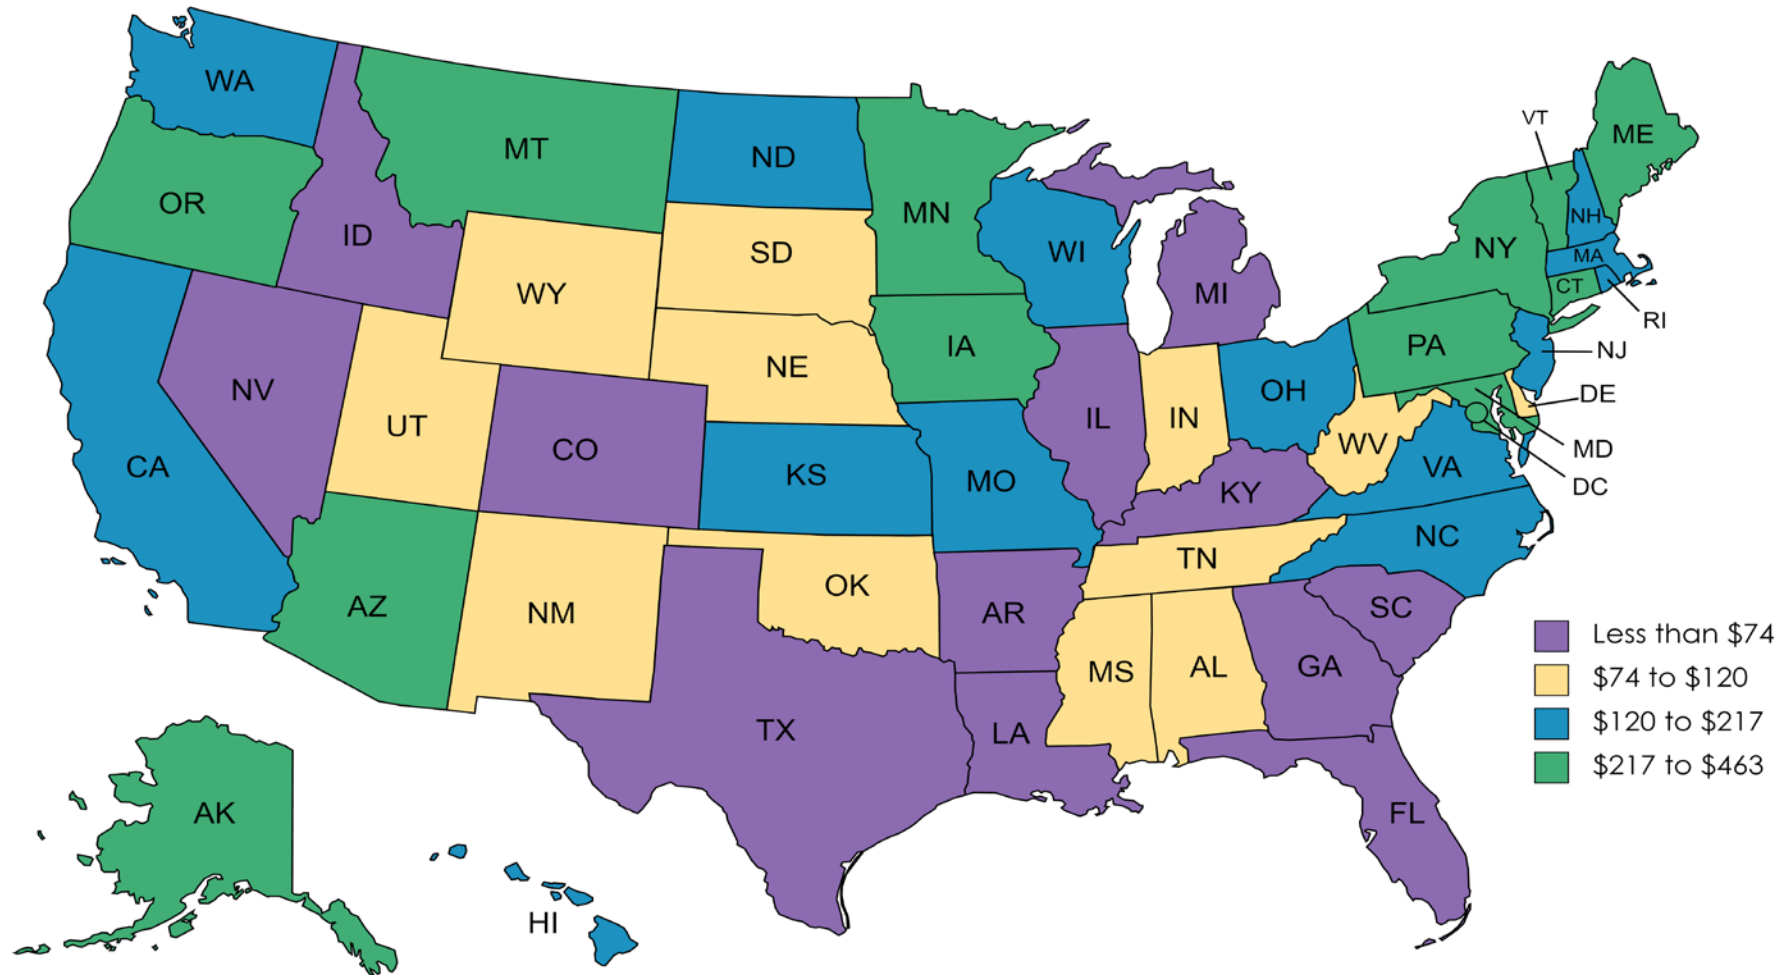 WA
MT
ND
MN
VT
ME
OR
ID
SD
WI
NH
NY
MA
WY
MI
CT
RI
NE
IA
PA
NJ
NV
UT
CO
IL
IN
OH
DE
CA
KS
MO
WV
VA
MD
KY
DC
NC
AZ
NM
OK
TN
AR
SC
Less than $74
MS
AL
GA
$74 to $120
TX
LA
$120 to $217
$217 to $463
AK
FL
HI